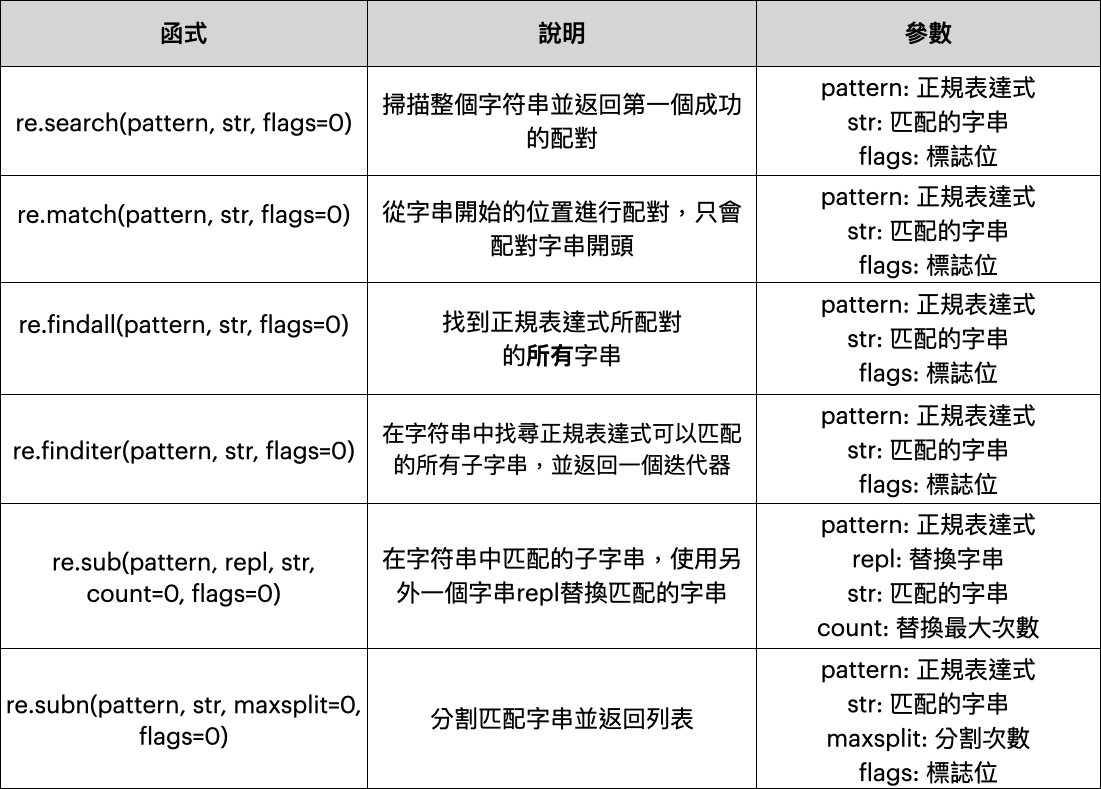 函式
說明
參數
re.search(pattern, str, flags=0)
掃描整個字符串並返回第一個成功
的配對
pattern: 正規表達式
str: 匹配的字串
flags: 標誌位
re.match(pattern, str, flags=0)
從字串開始的位置進行配對，只會
配對字串開頭
pattern: 正規表達式
str: 匹配的字串
flags: 標誌位
re.findall(pattern, str, flags=0)
找到正規表達式所配對
的所有字串
pattern: 正規表達式
str: 匹配的字串
flags: 標誌位
re.finditer(pattern, str, flags=0)
在字符串中找尋正規表達式可以匹配
的所有子字串，並返回一個迭代器
pattern: 正規表達式
str: 匹配的字串
flags: 標誌位
re.sub(pattern, repl, str,
count=0, flags=0)
在字符串中匹配的子字串，使用另
外一個字串repl替換匹配的字串
pattern: 正規表達式
repl: 替換字串
str: 匹配的字串
count: 替換最大次數
re.subn(pattern, str, maxsplit=0,
flags=0)
分割匹配字串並返回列表
pattern: 正規表達式
str: 匹配的字串
maxsplit: 分割次數
flags: 標誌位